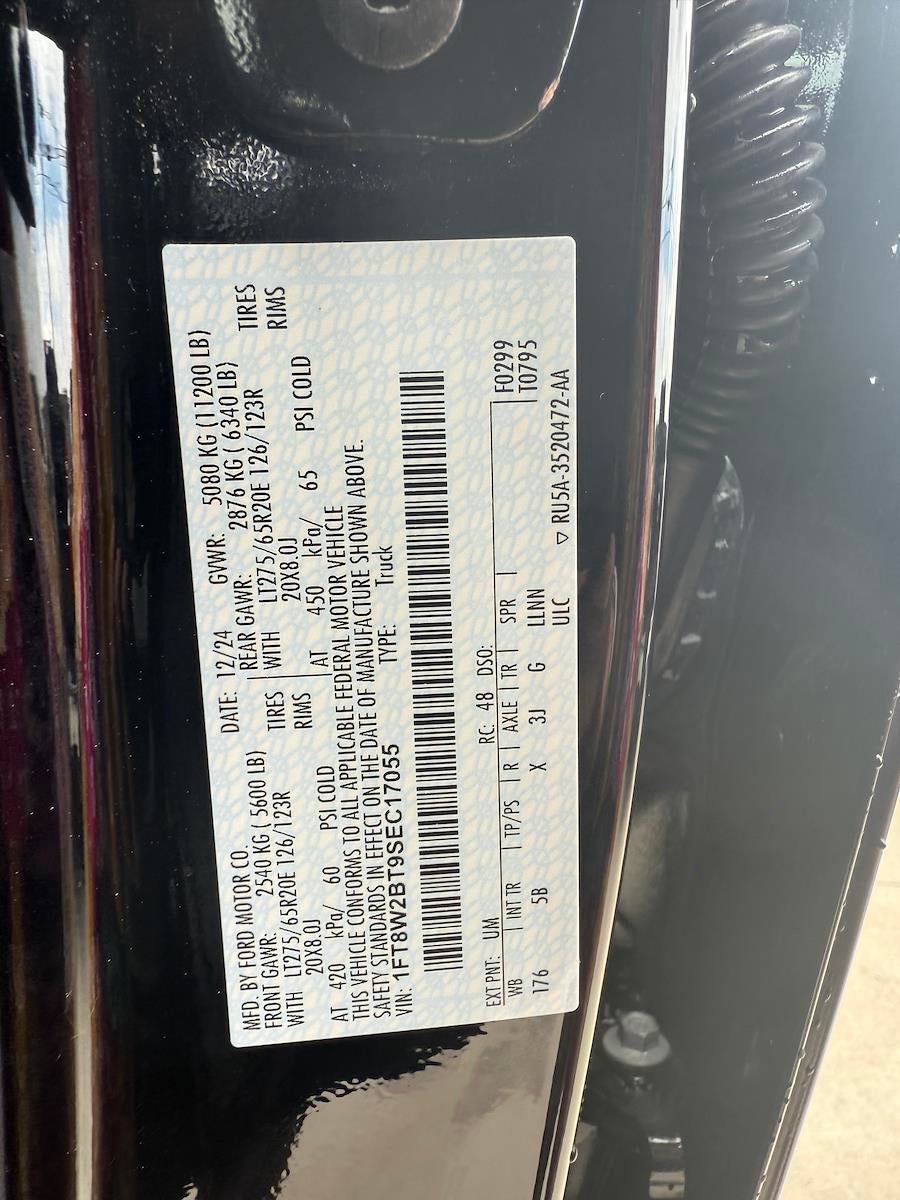 MFD. BY FORD MOTOR CO. DATE: 12/24 GVWR: 5080 KG (11200 LB)
FRONT GAWR: 2540 KG ( 5600 LB) REAR GAWR: 2876 KG ( 6340 LB)
WITH LT275/65R20E 126/123R TIRES WITH LT275/65R20E 126/123R TIRES
20X8.0J RIMS 20X8.0J RIMS
AT 420 kPa/ 60 PSI COLD AT 450 kPa/ 65 PSI COLD
THIS VEHICLE CONFORMS TO ALL APPLICABLE FEDERAL MOTOR VEHICLE
SAFETY STANDARDS IN EFFECT ON THE DATE OF MANUFACTURE SHOWN ABOVE.
VIN: 1FT8W2BT9SEC17055 TYPE: Truck
EXT PNT: UM RC: 48 DSO: F0299
WB INT TR TP/PS R AXLE TR SPR T0795
176 5B X 3J G LLNN
ULC ▽ RU5A-3520472-AA